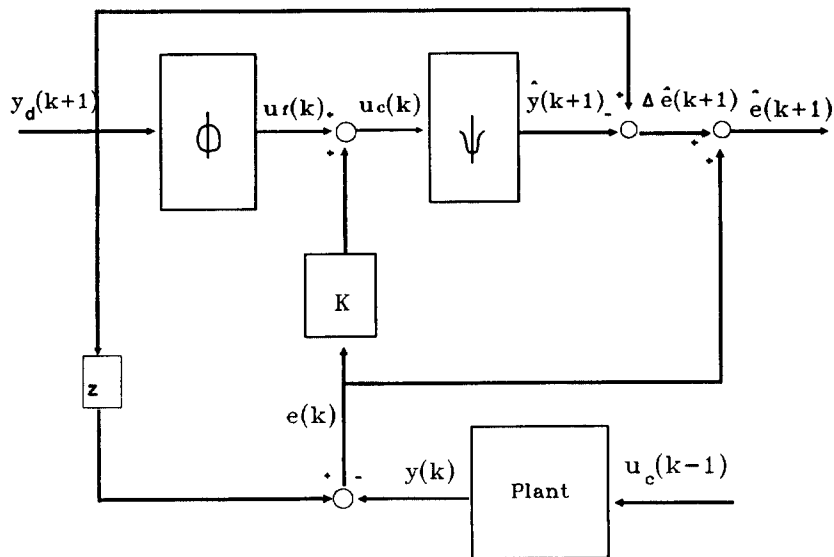 y_d(k+1)
Φ
u_f(k)
+
+
u_c(k)
ψ
ŷ(k+1)
+
-
Δ ê(k+1)
+
+
ê(k+1)
K
z
e(k)
+
-
y(k)
Plant
u_c(k-1)